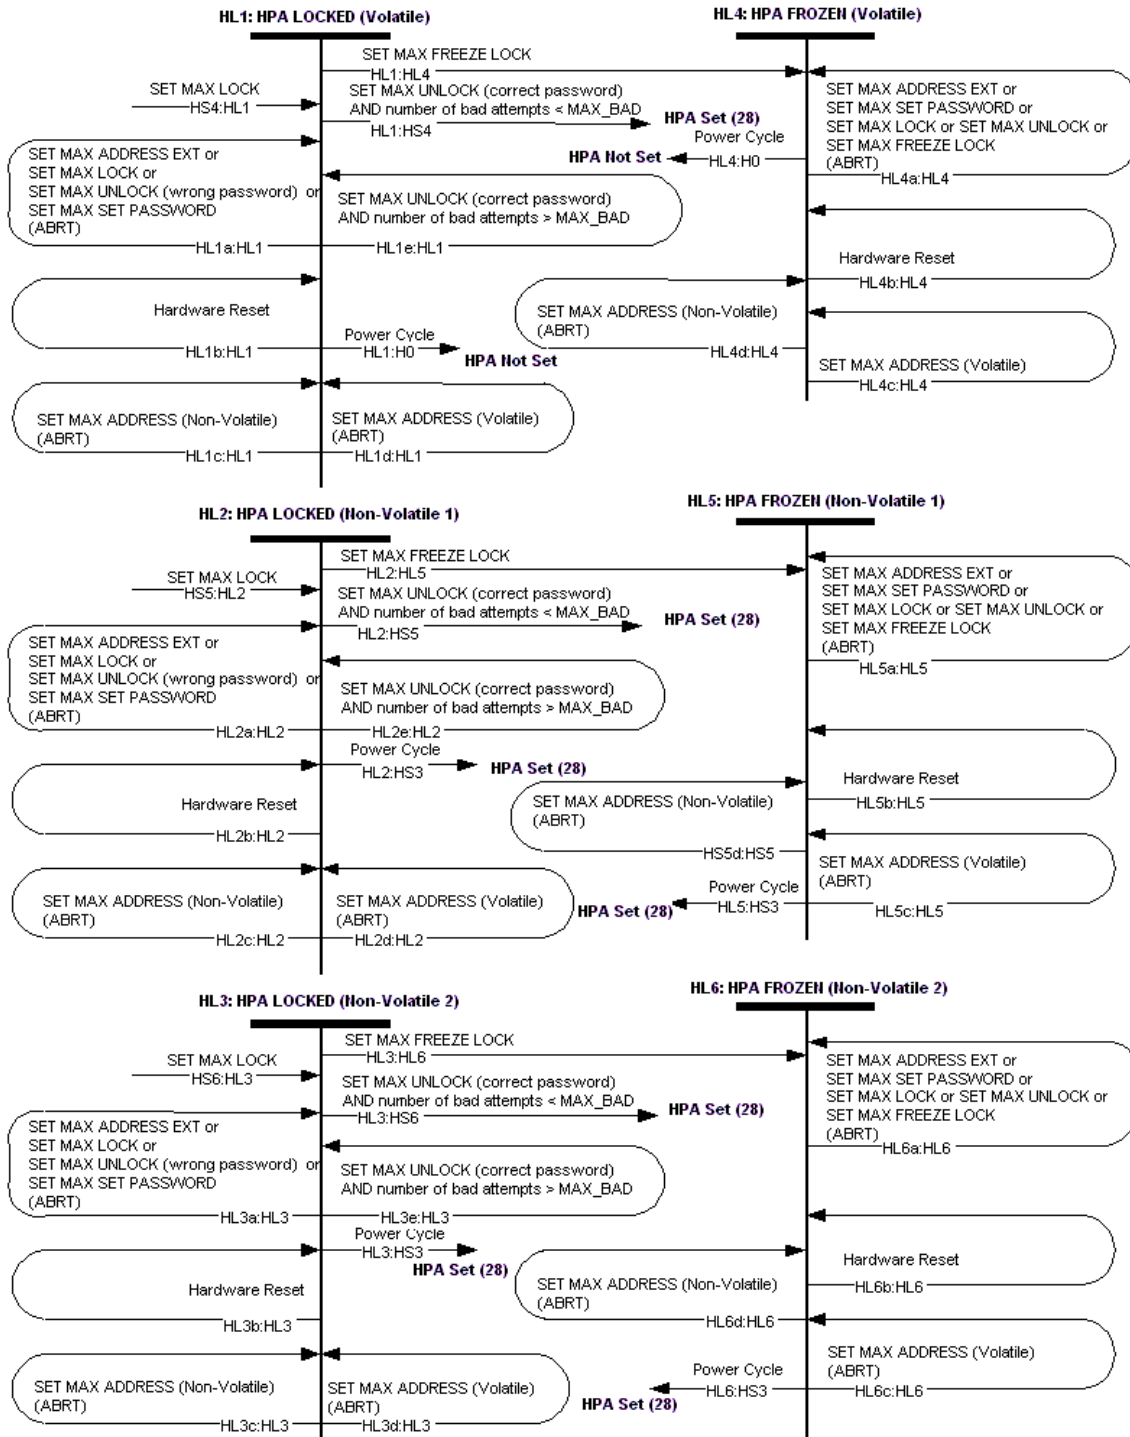 HL1: HPA LOCKED (Volatile)
HL4: HPA FROZEN (Volatile)
SET MAX FREEZE LOCK
HL1:HL4
SET MAX LOCK
HS4:HL1
SET MAX UNLOCK (correct password)
AND number of bad attempts < MAX_BAD
HL1:HS4
HPA Set (28)
SET MAX ADDRESS EXT or
SET MAX SET PASSWORD or
SET MAX LOCK or SET MAX UNLOCK or
SET MAX FREEZE LOCK
(ABRT)
HL4a:HL4
Power Cycle
HL4:H0
HPA Not Set
SET MAX ADDRESS EXT or
SET MAX LOCK or
SET MAX UNLOCK (wrong password) or
SET MAX SET PASSWORD
(ABRT)
HL1a:HL1
SET MAX UNLOCK (correct password)
AND number of bad attempts > MAX_BAD
HL1e:HL1
Hardware Reset
HL4b:HL4
Hardware Reset
HL1b:HL1
Power Cycle
HL1:H0
HPA Not Set
SET MAX ADDRESS (Non-Volatile)
(ABRT)
HL4d:HL4
SET MAX ADDRESS (Volatile)
HL4c:HL4
SET MAX ADDRESS (Non-Volatile)
(ABRT)
HL1c:HL1
SET MAX ADDRESS (Volatile)
(ABRT)
HL1d:HL1
HL2: HPA LOCKED (Non-Volatile 1)
HL5: HPA FROZEN (Non-Volatile 1)
SET MAX FREEZE LOCK
HL2:HL5
SET MAX LOCK
HS5:HL2
SET MAX UNLOCK (correct password)
AND number of bad attempts < MAX_BAD
HL2:HS5
HPA Set (28)
SET MAX ADDRESS EXT or
SET MAX SET PASSWORD or
SET MAX LOCK or SET MAX UNLOCK or
SET MAX FREEZE LOCK
(ABRT)
HL5a:HL5
SET MAX ADDRESS EXT or
SET MAX LOCK or
SET MAX UNLOCK (wrong password) or
SET MAX SET PASSWORD
(ABRT)
HL2a:HL2
SET MAX UNLOCK (correct password)
AND number of bad attempts > MAX_BAD
HL2e:HL2
Power Cycle
HL2:HS3
HPA Set (28)
Hardware Reset
HL5b:HL5
Hardware Reset
HL2b:HL2
SET MAX ADDRESS (Non-Volatile)
(ABRT)
HS5d:HS5
SET MAX ADDRESS (Volatile)
(ABRT)
HL5c:HL5
Power Cycle
HL5:HS3
HPA Set (28)
SET MAX ADDRESS (Non-Volatile)
(ABRT)
HL2c:HL2
SET MAX ADDRESS (Volatile)
(ABRT)
HL2d:HL2
HL3: HPA LOCKED (Non-Volatile 2)
HL6: HPA FROZEN (Non-Volatile 2)
SET MAX FREEZE LOCK
HL3:HL6
SET MAX LOCK
HS6:HL3
SET MAX UNLOCK (correct password)
AND number of bad attempts < MAX_BAD
HL3:HS6
HPA Set (28)
SET MAX ADDRESS EXT or
SET MAX SET PASSWORD or
SET MAX LOCK or SET MAX UNLOCK or
SET MAX FREEZE LOCK
(ABRT)
HL6a:HL6
SET MAX ADDRESS EXT or
SET MAX LOCK or
SET MAX UNLOCK (wrong password) or
SET MAX SET PASSWORD
(ABRT)
HL3a:HL3
SET MAX UNLOCK (correct password)
AND number of bad attempts > MAX_BAD
HL3e:HL3
Power Cycle
HL3:HS3
HPA Set (28)
Hardware Reset
HL6b:HL6
Hardware Reset
HL3b:HL3
SET MAX ADDRESS (Non-Volatile)
(ABRT)
HL6d:HL6
SET MAX ADDRESS (Volatile)
(ABRT)
HL6c:HL6
Power Cycle
HL6:HS3
HPA Set (28)
SET MAX ADDRESS (Non-Volatile)
(ABRT)
HL3c:HL3
SET MAX ADDRESS (Volatile)
(ABRT)
HL3d:HL3